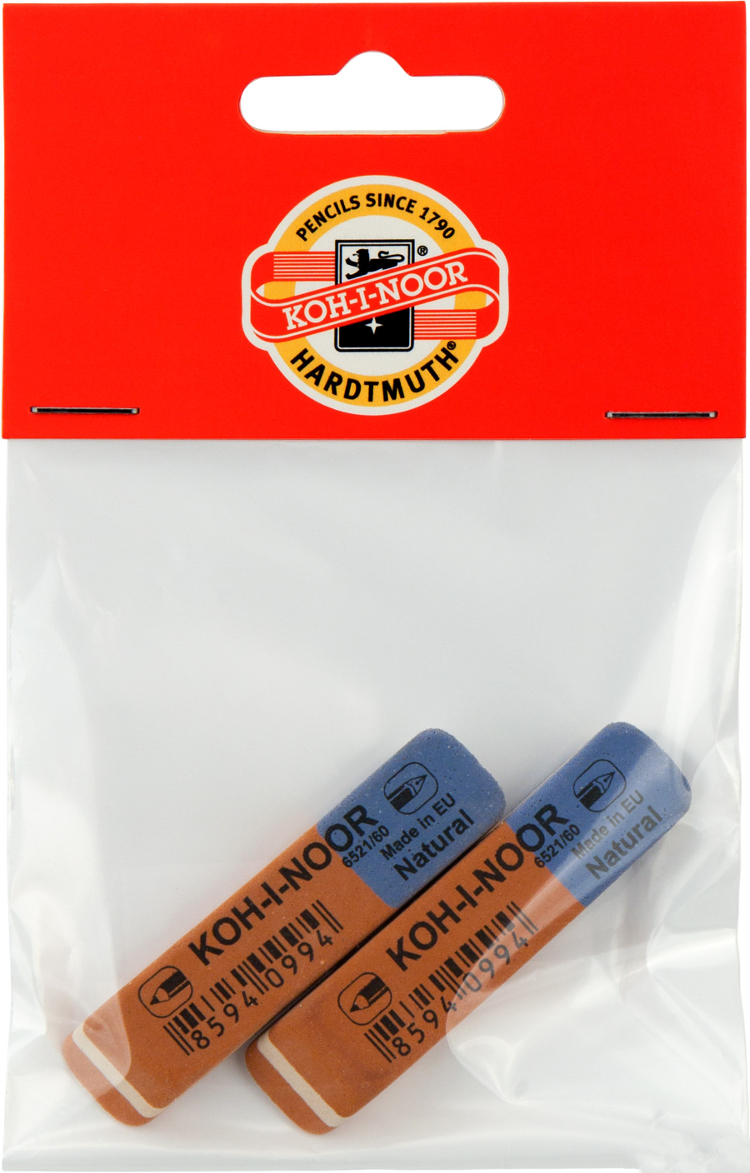 PENCILS SINCE 1790
®
KOH-I-NOOR
HARDTMUTH®
KOH-I-NOOR
6521/60
Made in EU
Natural
8594 0994
KOH-I-NOOR
6521/60
Made in EU
Natural
8594 0994